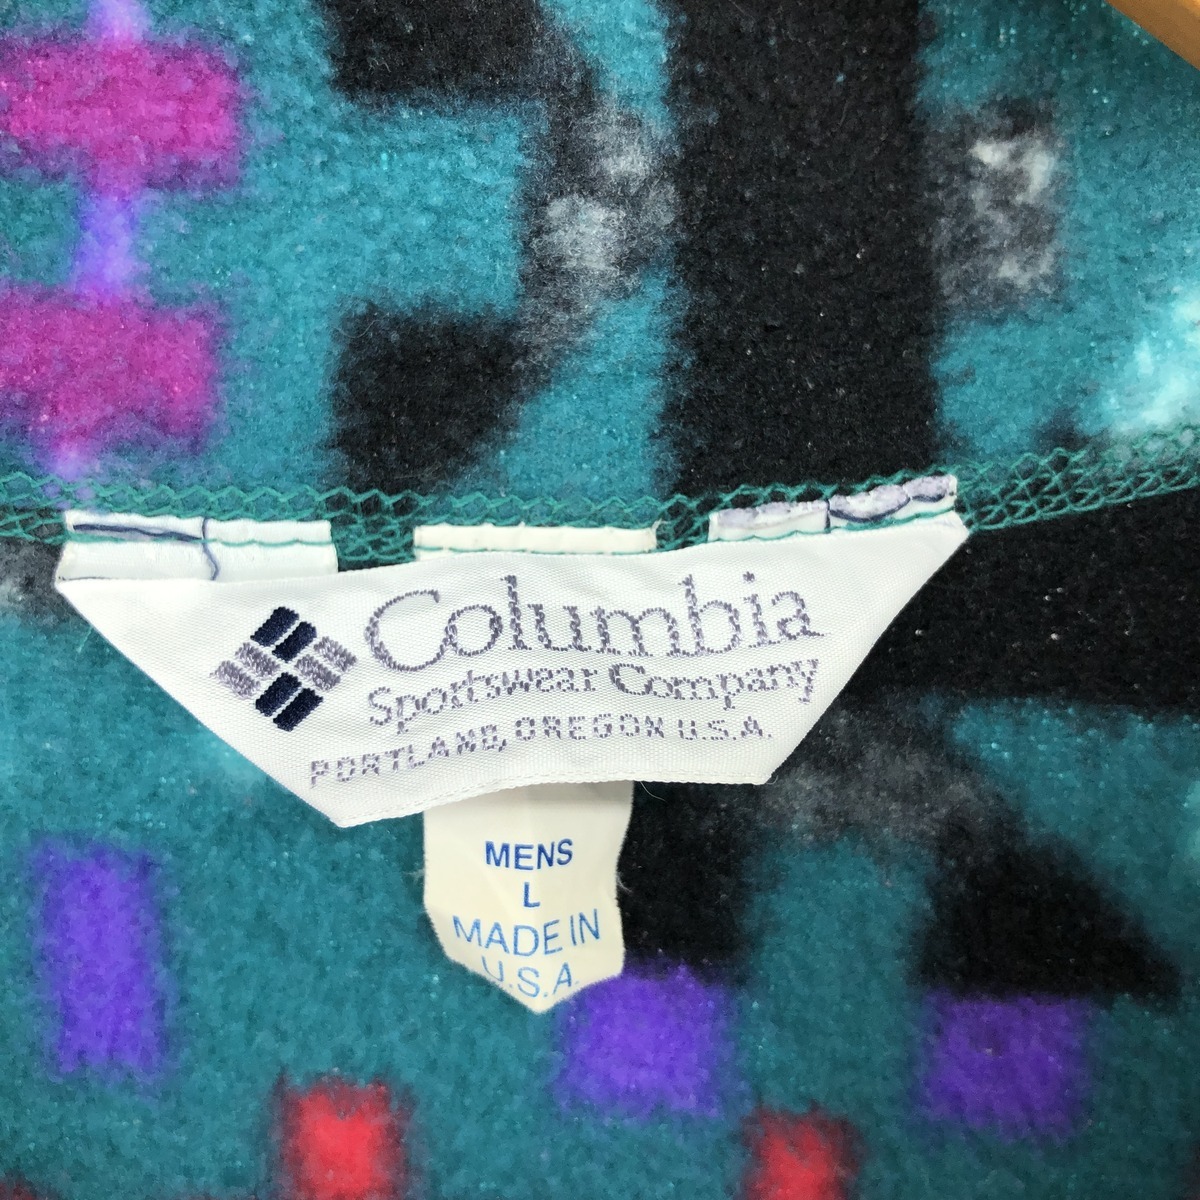 Columbia
Sportswear Company
PORTLAND, OREGON U.S.A.
MENS
L
MADE IN
U.S.A.